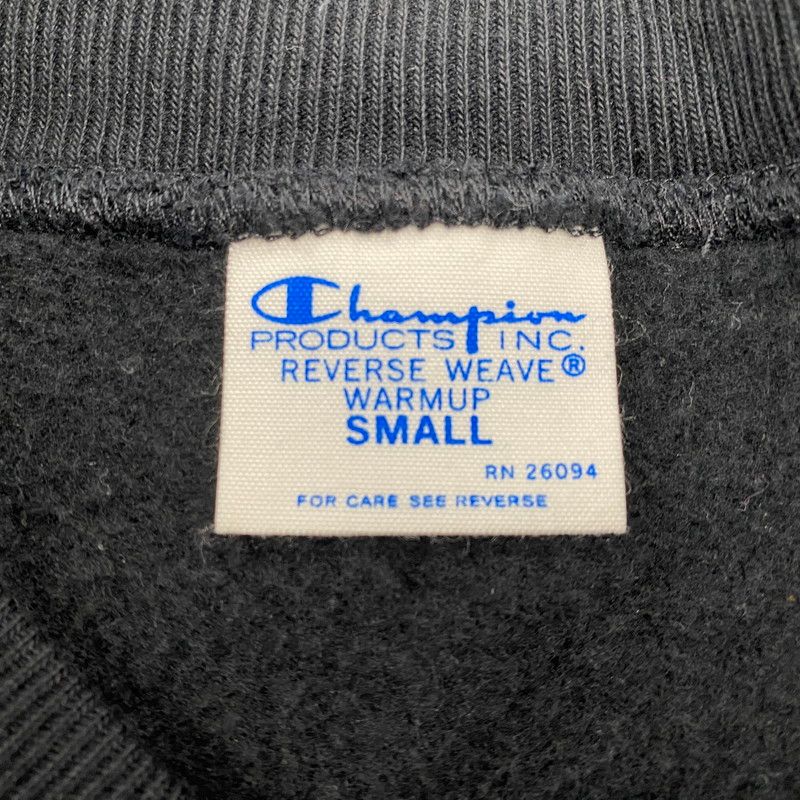 Champion
PRODUCTS INC.
REVERSE WEAVE®
WARMUP
SMALL
RN 26094
FOR CARE SEE REVERSE